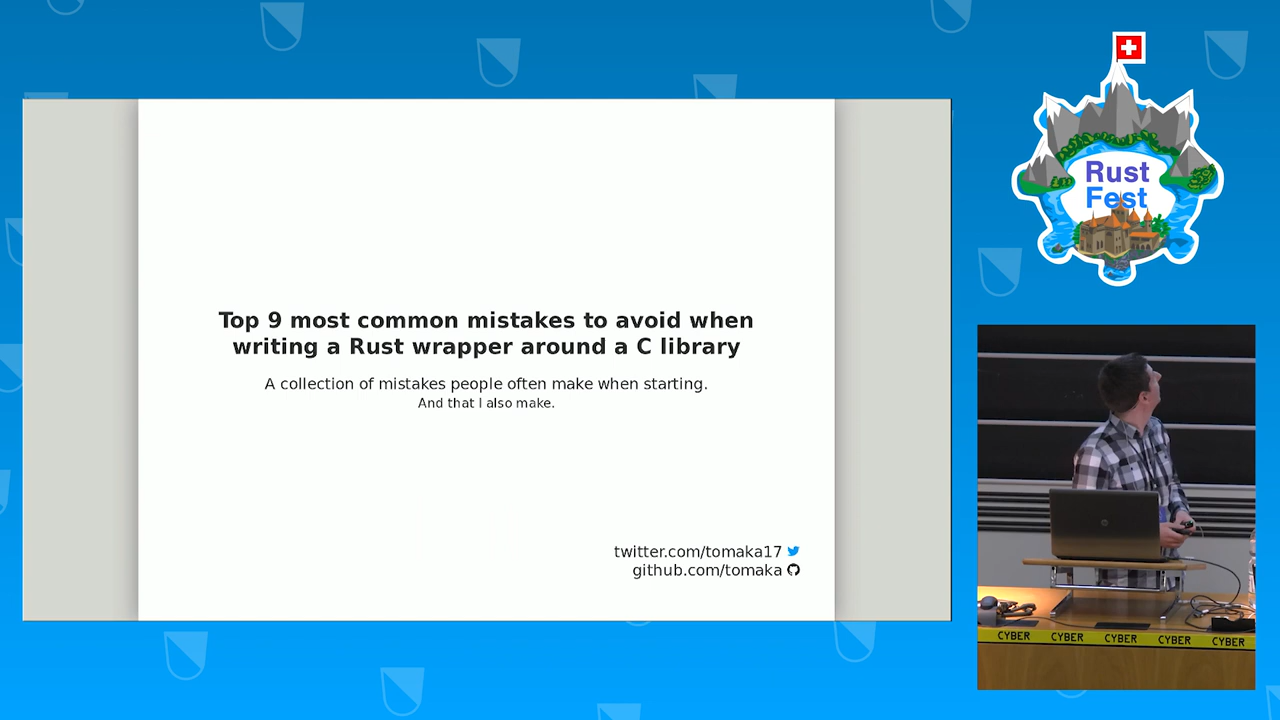 Top 9 most common mistakes to avoid when
writing a Rust wrapper around a C library
A collection of mistakes people often make when starting.
And that I also make.
twitter.com/tomaka17
github.com/tomaka
Rust
Fest
CYBER CYBER CYBER CYBER CYBER